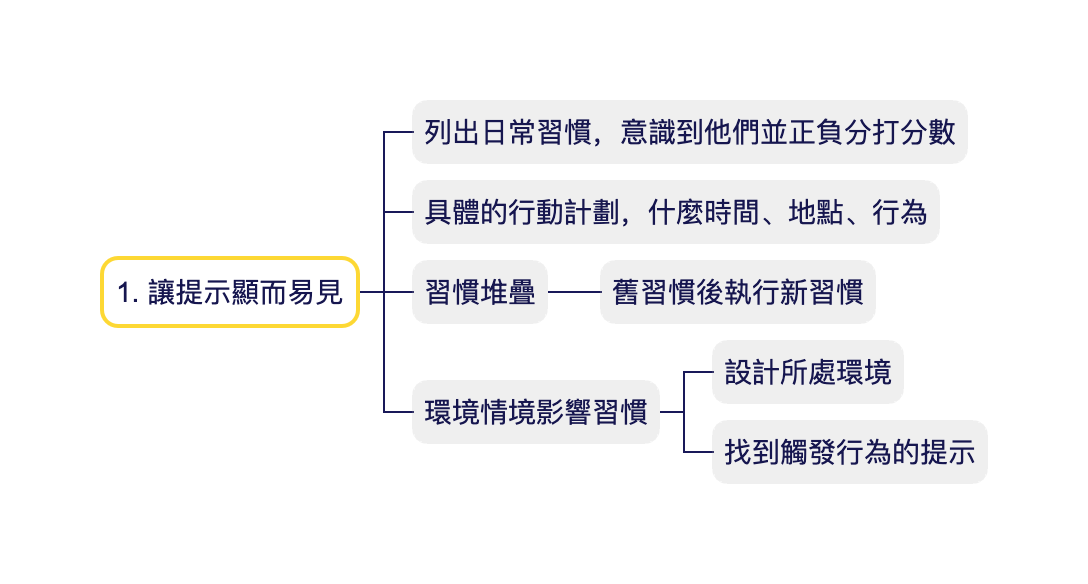 列出日常習慣，意識到他們並正負分打分數
具體的行動計劃，什麼時間、地點、行為
1. 讓提示顯而易見
習慣堆疊
舊習慣後執行新習慣
設計所處環境
環境情境影響習慣
找到觸發行為的提示